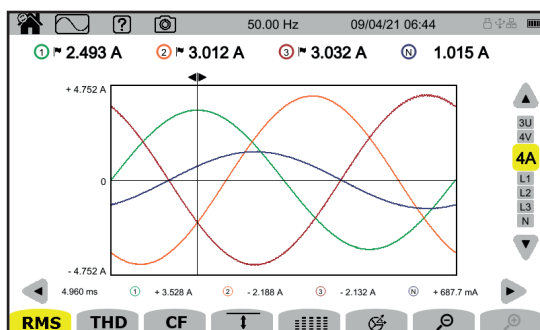 ? 50.00 Hz 09/04/21 06:44
1 2.493 A 2 3.012 A 3 3.032 A N 1.015 A
+ 4.752 A
0
- 4.752 A
3U
4V
4A
L1
L2
L3
N
4.960 ms 1 + 3.528 A 2 - 2.188 A 3 - 2.132 A N + 687.7 mA
RMS THD CF